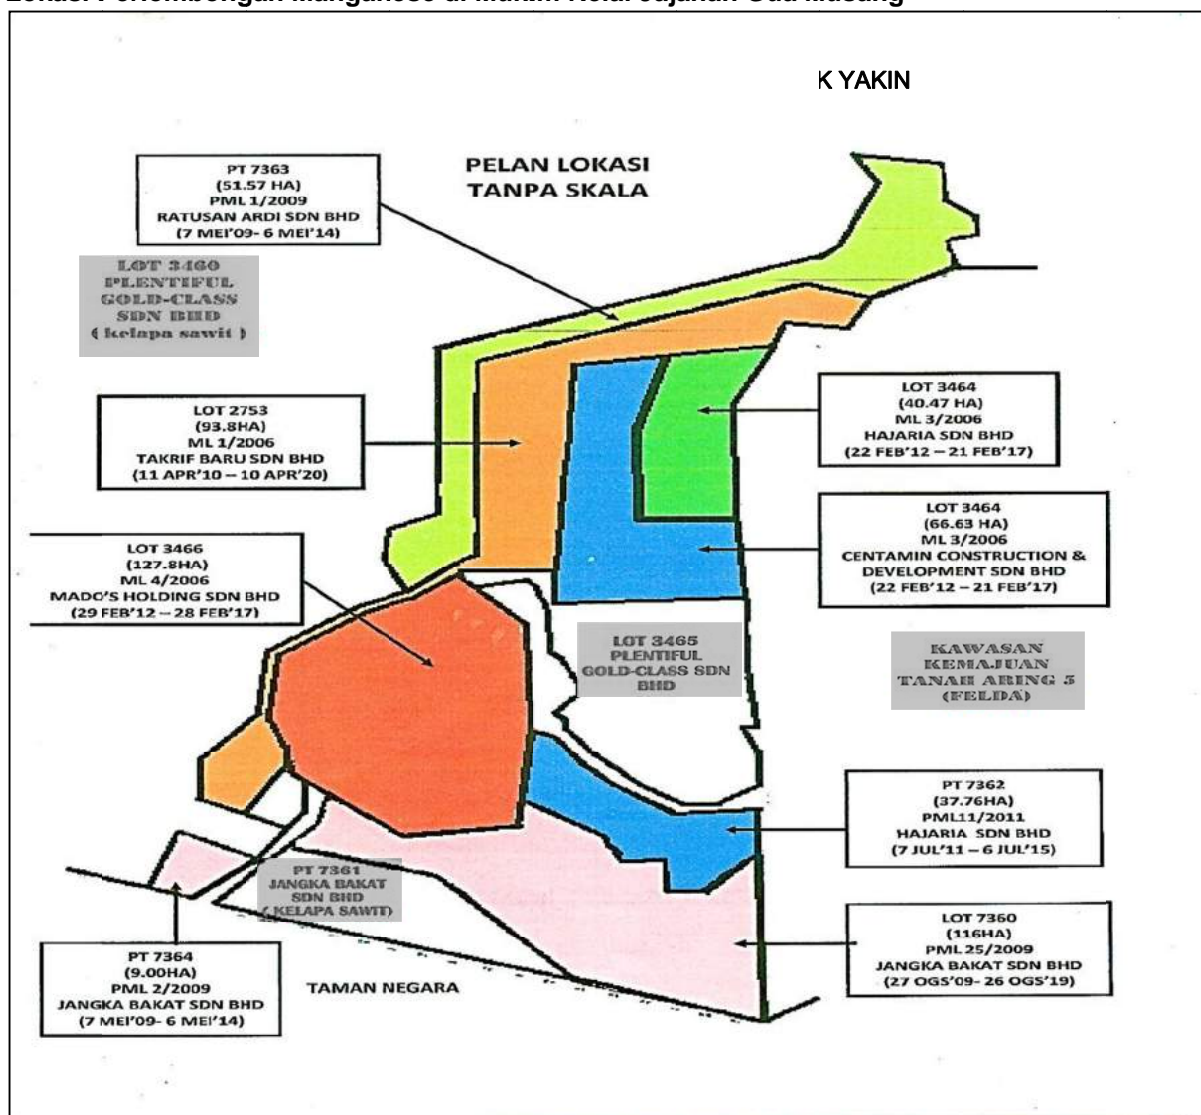 K YAKIN
PELAN LOKASI
TANPA SKALA
PT 7363
(51.57 HA)
PML 1/2009
RATUSAN ARDI SDN BHD
(7 MEI'09- 6 MEI'14)
LOT 3460
PLENTIFUL
GOLD-CLASS
SDN BHD
( kelapa sawit )
LOT 2753
(93.8HA)
ML 1/2006
TAKRIF BARU SDN BHD
(11 APR'10 – 10 APR'20)
LOT 3464
(40.47 HA)
ML 3/2006
HAJARIA SDN BHD
(22 FEB'12 – 21 FEB'17)
LOT 3464
(66.63 HA)
ML 3/2006
CENTAMIN CONSTRUCTION &
DEVELOPMENT SDN BHD
(22 FEB'12 – 21 FEB'17)
LOT 3466
(127.8HA)
ML 4/2006
MADO'S HOLDING SDN BHD
(29 FEB'12 – 28 FEB'17)
LOT 3465
PLENTIFUL
GOLD-CLASS SDN
BHD
KAWASAN
KEMAJUAN
TANAH ARING 5
(FELDA)
PT 7362
(37.76HA)
PML11/2011
HAJARIA SDN BHD
(7 JUL'11 – 6 JUL'15)
PT 7361
JANGKA BAKAT
SDN BHD
( KELAPA SAWIT)
LOT 7360
(116HA)
PML25/2009
JANGKA BAKAT SDN BHD
(27 OGS'09- 26 OGS'19)
PT 7364
(9.00HA)
PML 2/2009
JANGKA BAKAT SDN BHD
(7 MEI'09- 6 MEI'14)
TAMAN NEGARA